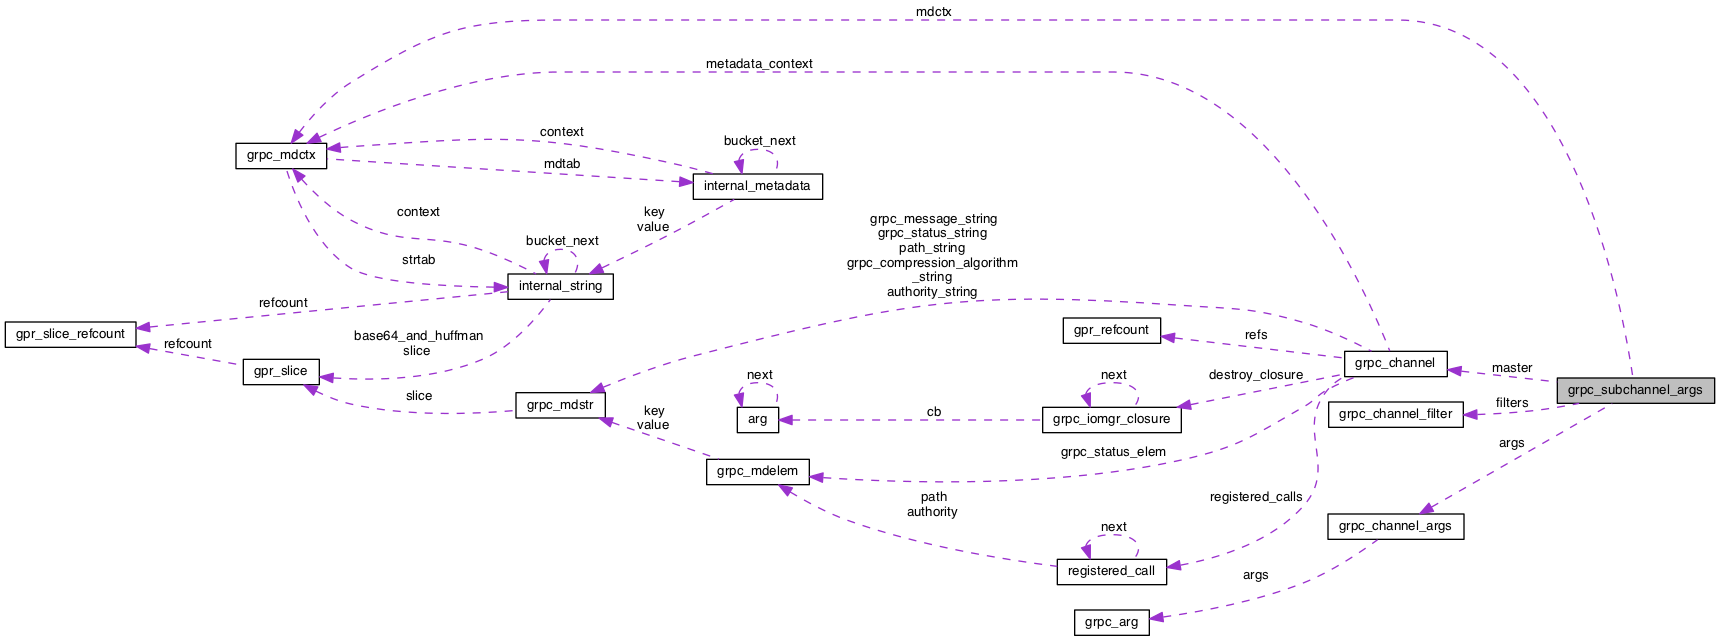 mdctx
metadata_context
context
bucket_next
grpc_mdctx
mdtab
internal_metadata
context
key
value
grpc_message_string
grpc_status_string
path_string
grpc_compression_algorithm
_string
authority_string
bucket_next
strtab
internal_string
refcount
gpr_slice_refcount
base64_and_huffman
slice
refcount
gpr_slice
slice
gpr_refcount
refs
grpc_channel
master
grpc_subchannel_args
next
next
destroy_closure
grpc_mdstr
key
value
arg
cb
grpc_iomgr_closure
filters
grpc_channel_filter
args
grpc_status_elem
grpc_mdelem
path
authority
registered_calls
next
grpc_channel_args
registered_call
args
grpc_arg